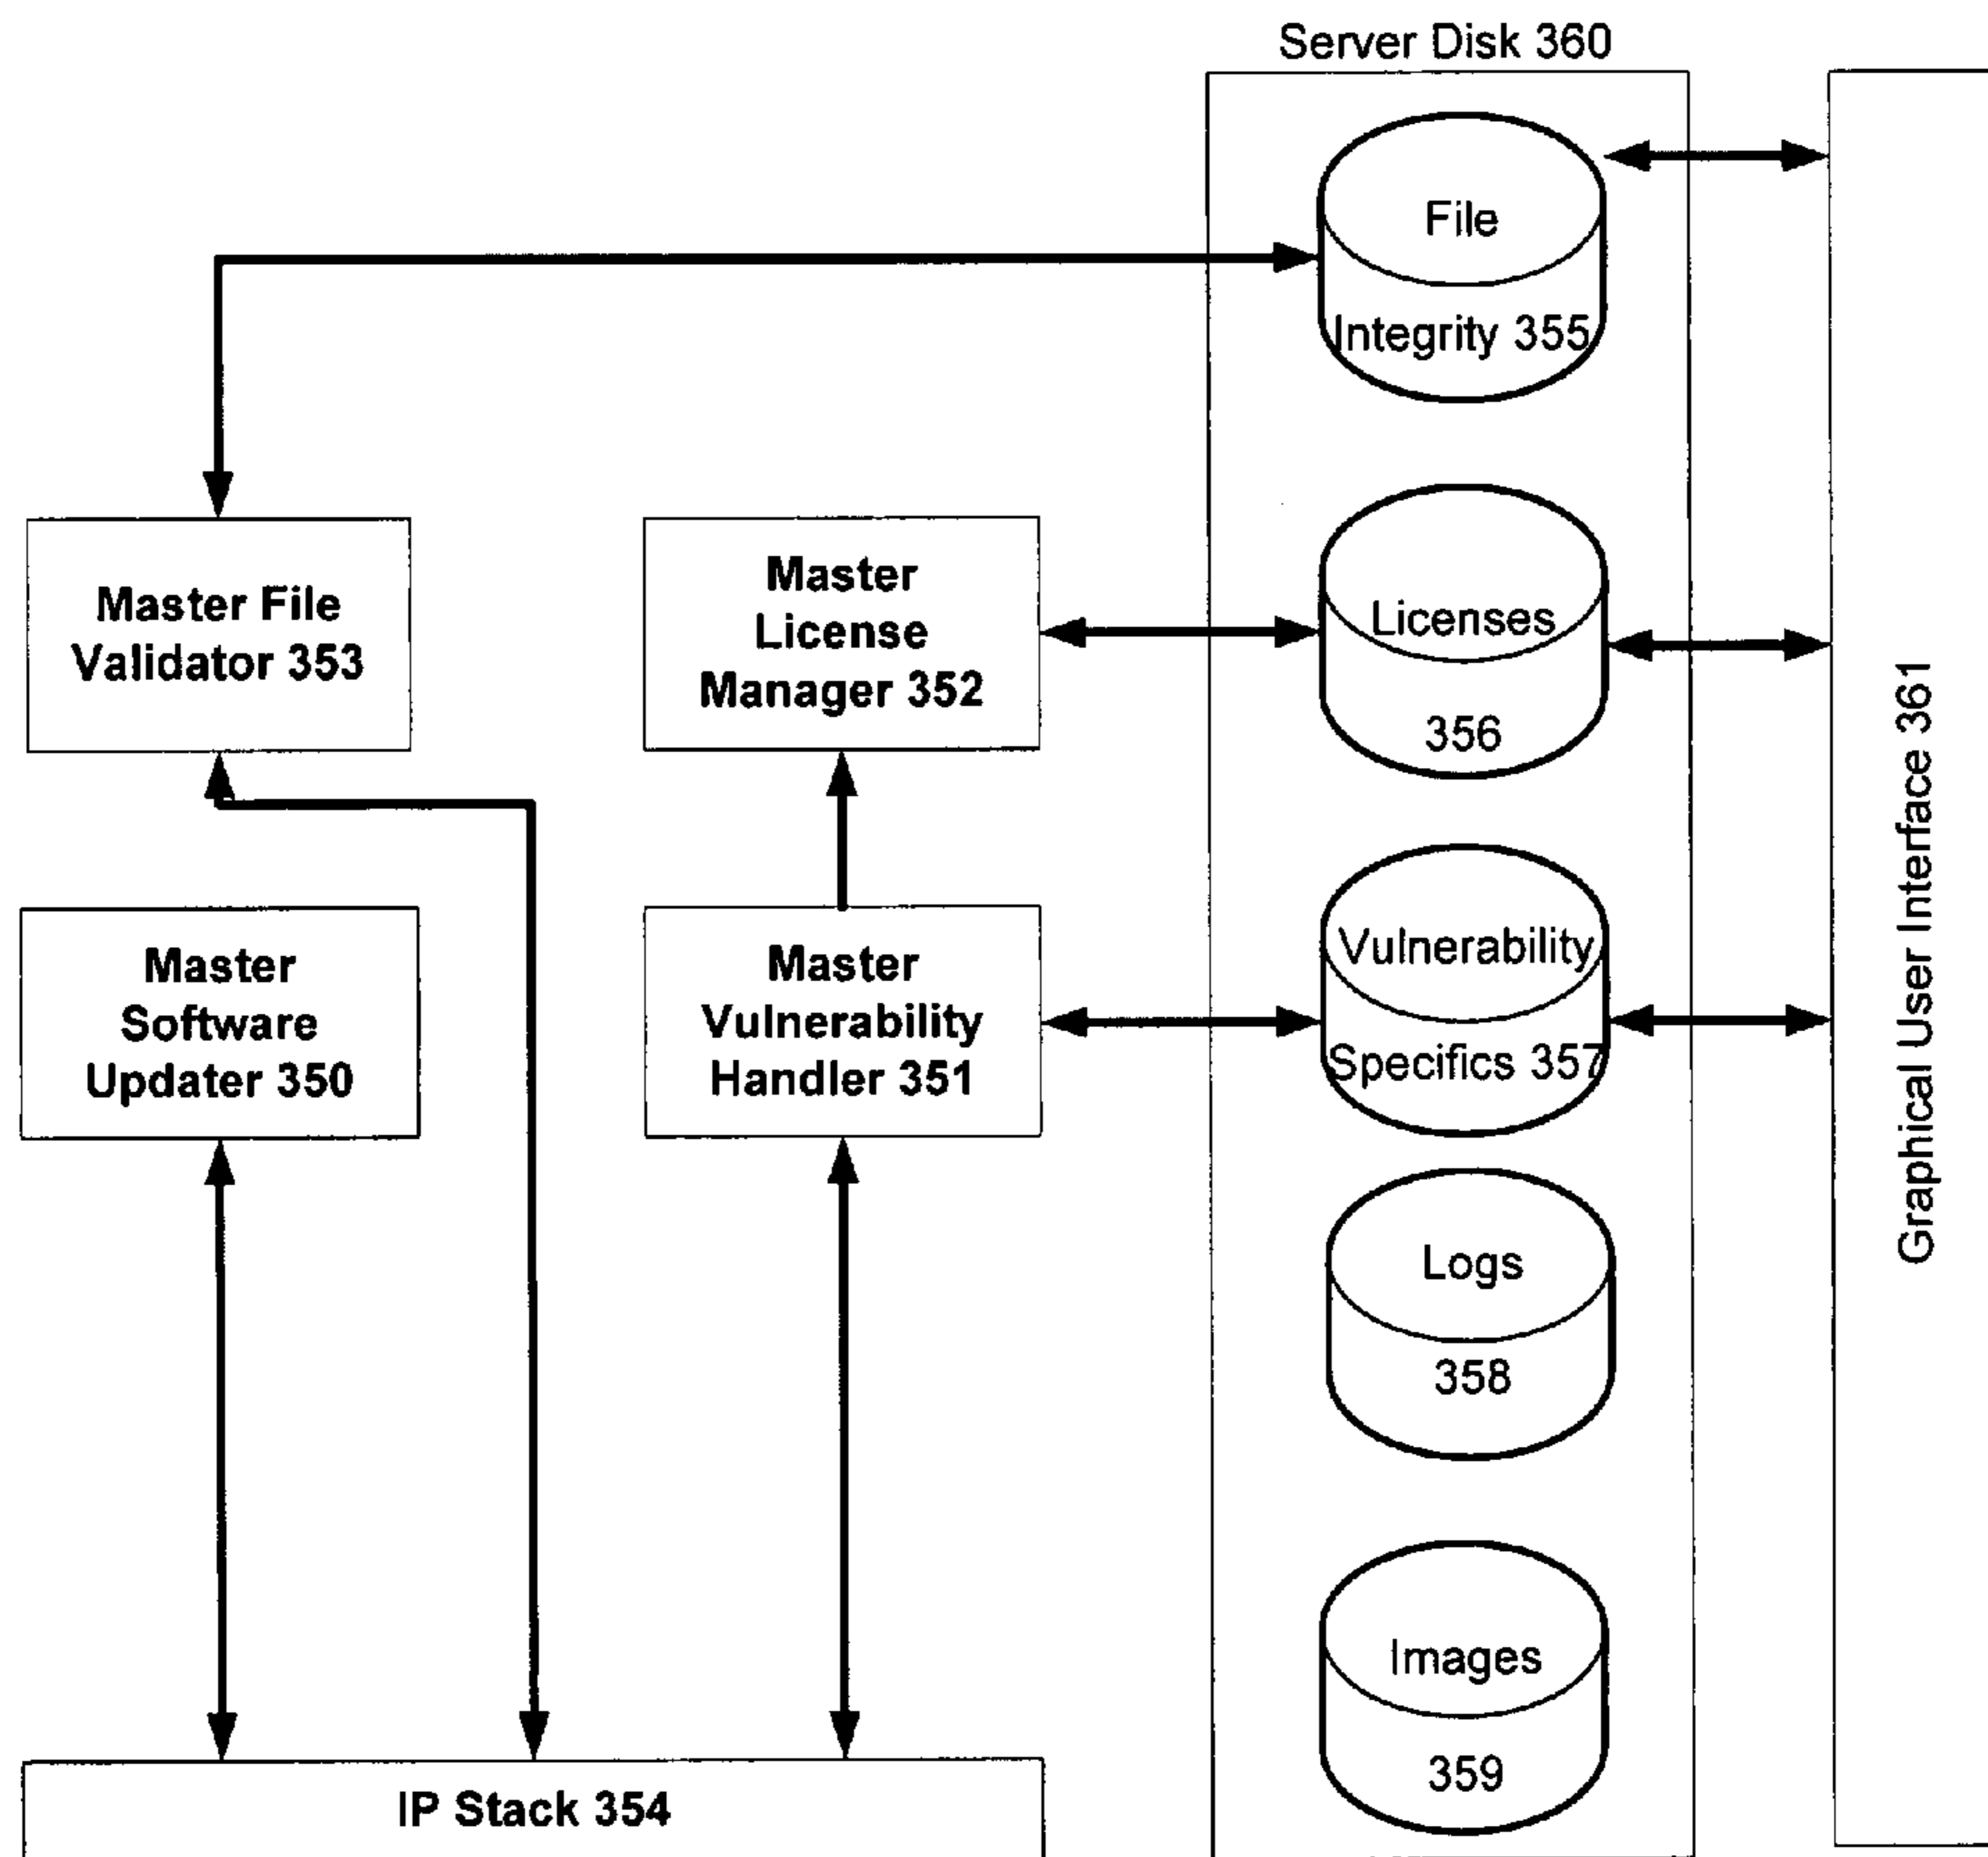 Server Disk 360
File
Integrity 355
Master File
Validator 353
Master
License
Manager 352
Licenses
356
Master
Software
Updater 350
Master
Vulnerability
Handler 351
Vulnerability
Specifics 357
Logs
358
Images
359
IP Stack 354
Graphical User Interface 361